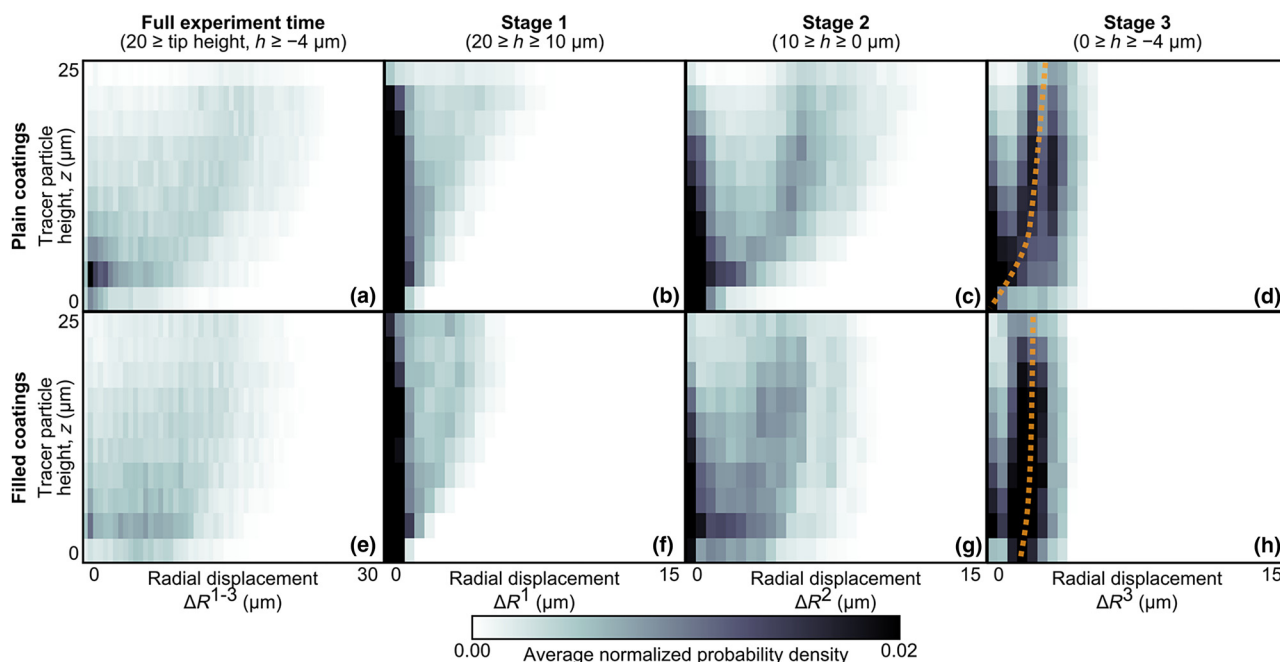 Full experiment time
(20 ≥ tip height, h ≥ −4 μm)
Stage 1
(20 ≥ h ≥ 10 μm)
Stage 2
(10 ≥ h ≥ 0 μm)
Stage 3
(0 ≥ h ≥ −4 μm)
Plain coatings
Tracer particle
height, z (μm)
25
0
(a)
(b)
(c)
(d)
Filled coatings
Tracer particle
height, z (μm)
25
0
(e)
(f)
(g)
(h)
0 Radial displacement 30
ΔR¹⁻³ (μm)
0 Radial displacement 15
ΔR¹ (μm)
0 Radial displacement 15
ΔR² (μm)
0 Radial displacement 15
ΔR³ (μm)
0.00 Average normalized probability density 0.02